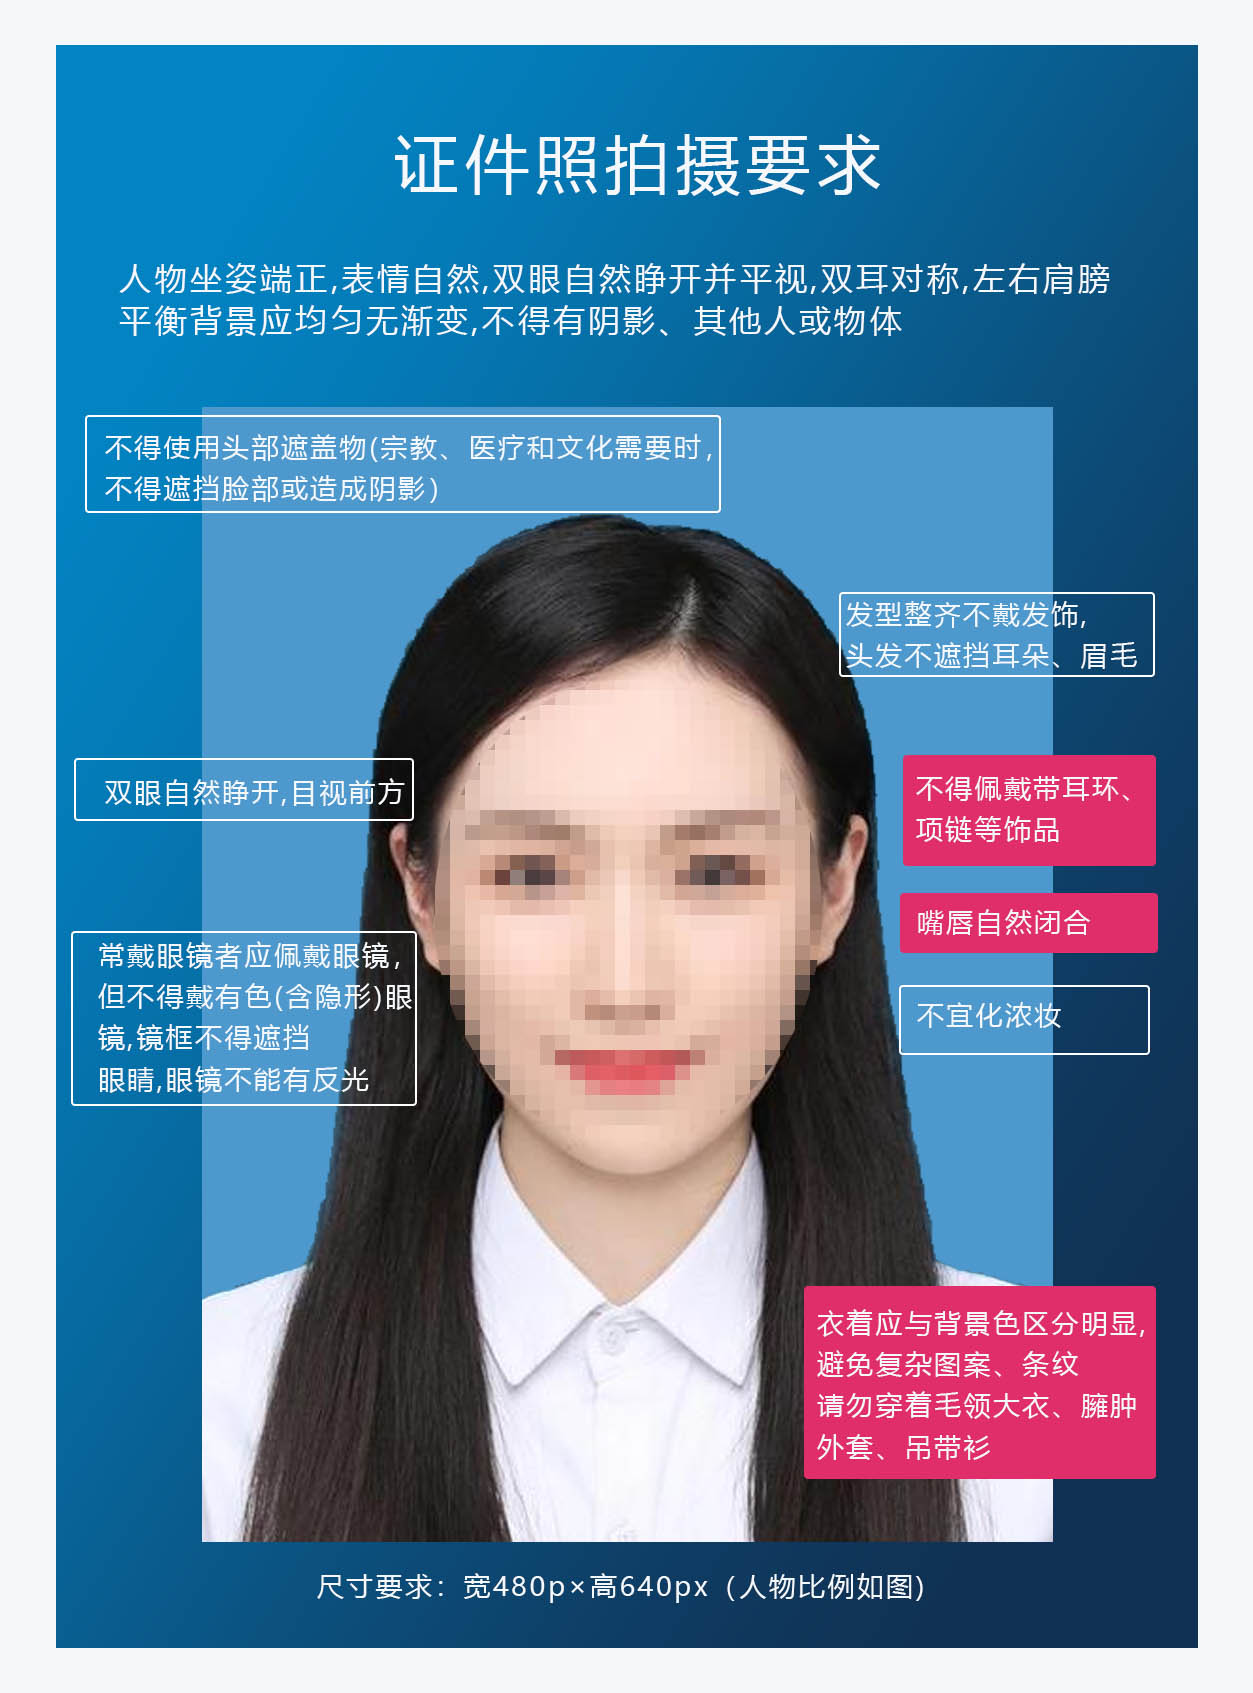 证件照拍摄要求
人物坐姿端正,表情自然,双眼自然睁开并平视,双耳对称,左右肩膀
平衡背景应均匀无渐变,不得有阴影、其他人或物体
不得使用头部遮盖物(宗教、医疗和文化需要时,
不得遮挡脸部或造成阴影)
发型整齐不戴发饰,
头发不遮挡耳朵、眉毛
双眼自然睁开,目视前方
不得佩戴带耳环、
项链等饰品
嘴唇自然闭合
常戴眼镜者应佩戴眼镜,
但不得戴有色(含隐形)眼
镜,镜框不得遮挡
眼睛,眼镜不能有反光
不宜化浓妆
衣着应与背景色区分明显,
避免复杂图案、条纹
请勿穿着毛领大衣、臃肿
外套、吊带衫
尺寸要求：宽480p×高640px（人物比例如图)